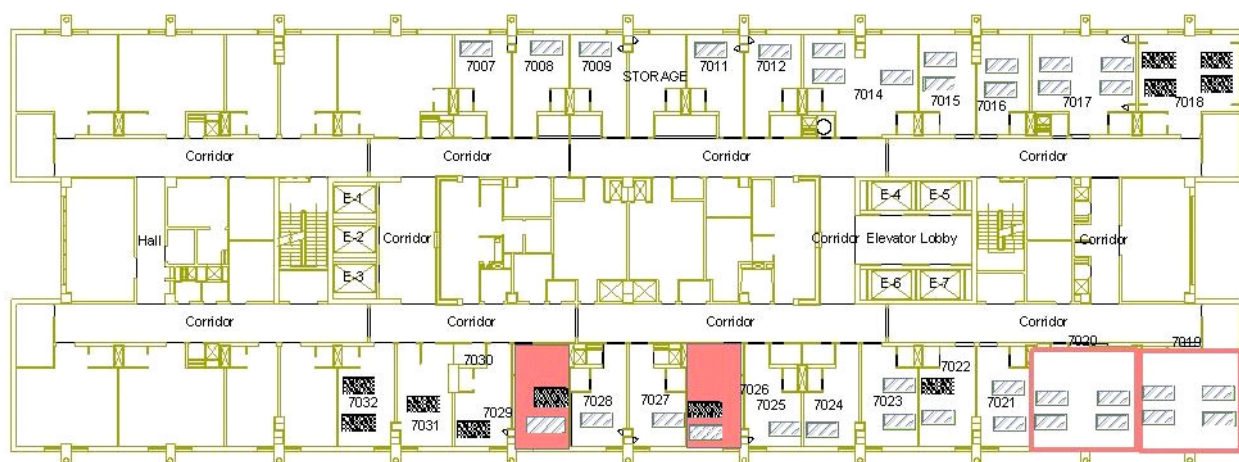 7007 7008 7009 7011 7012
STORAGE
7014 7015 7016 7017 7018
Corridor Corridor Corridor Corridor
E-1 E-4 E-5
Hall E-2 Corridor Corridor Elevator Lobby Corridor
E-3 E-6 E-7
Corridor Corridor Corridor Corridor
7020 7019
7030 7022
7032 7031 7029 7028 7027 7026 7025 7024 7023 7021